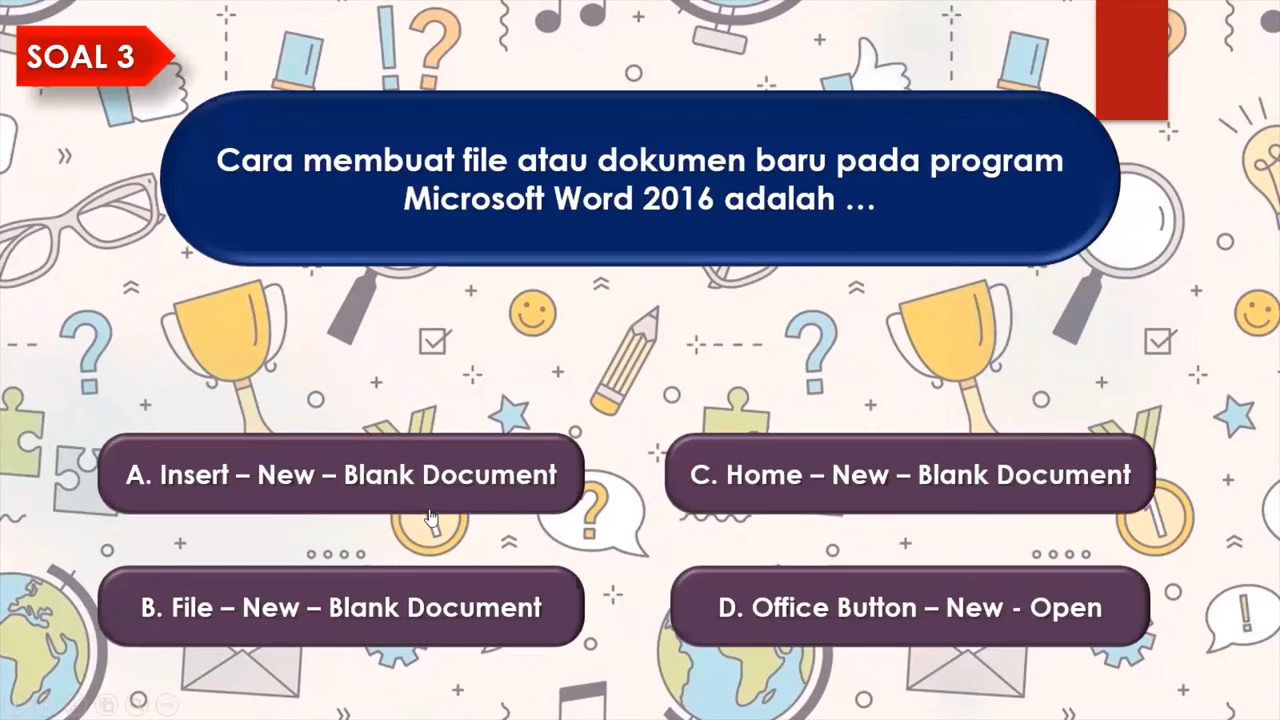 SOAL 3
Cara membuat file atau dokumen baru pada program
Microsoft Word 2016 adalah ...
A. Insert – New – Blank Document
C. Home – New – Blank Document
B. File – New – Blank Document
D. Office Button – New - Open